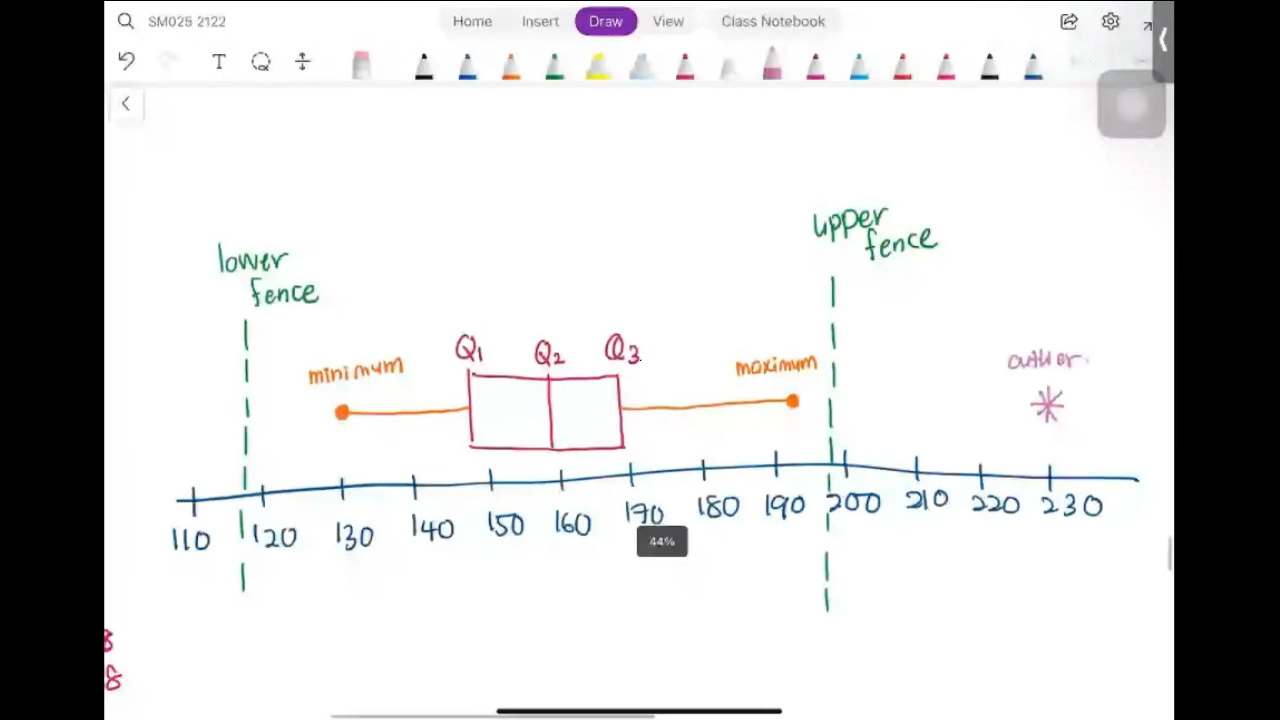 SM025 2122
Home Insert Draw View Class Notebook
T
upper
fence
lower
fence
Q1 Q2 Q3
minimum
maximum
outlier
110 120 130 140 150 160 170 180 190 200 210 220 230
44%
8